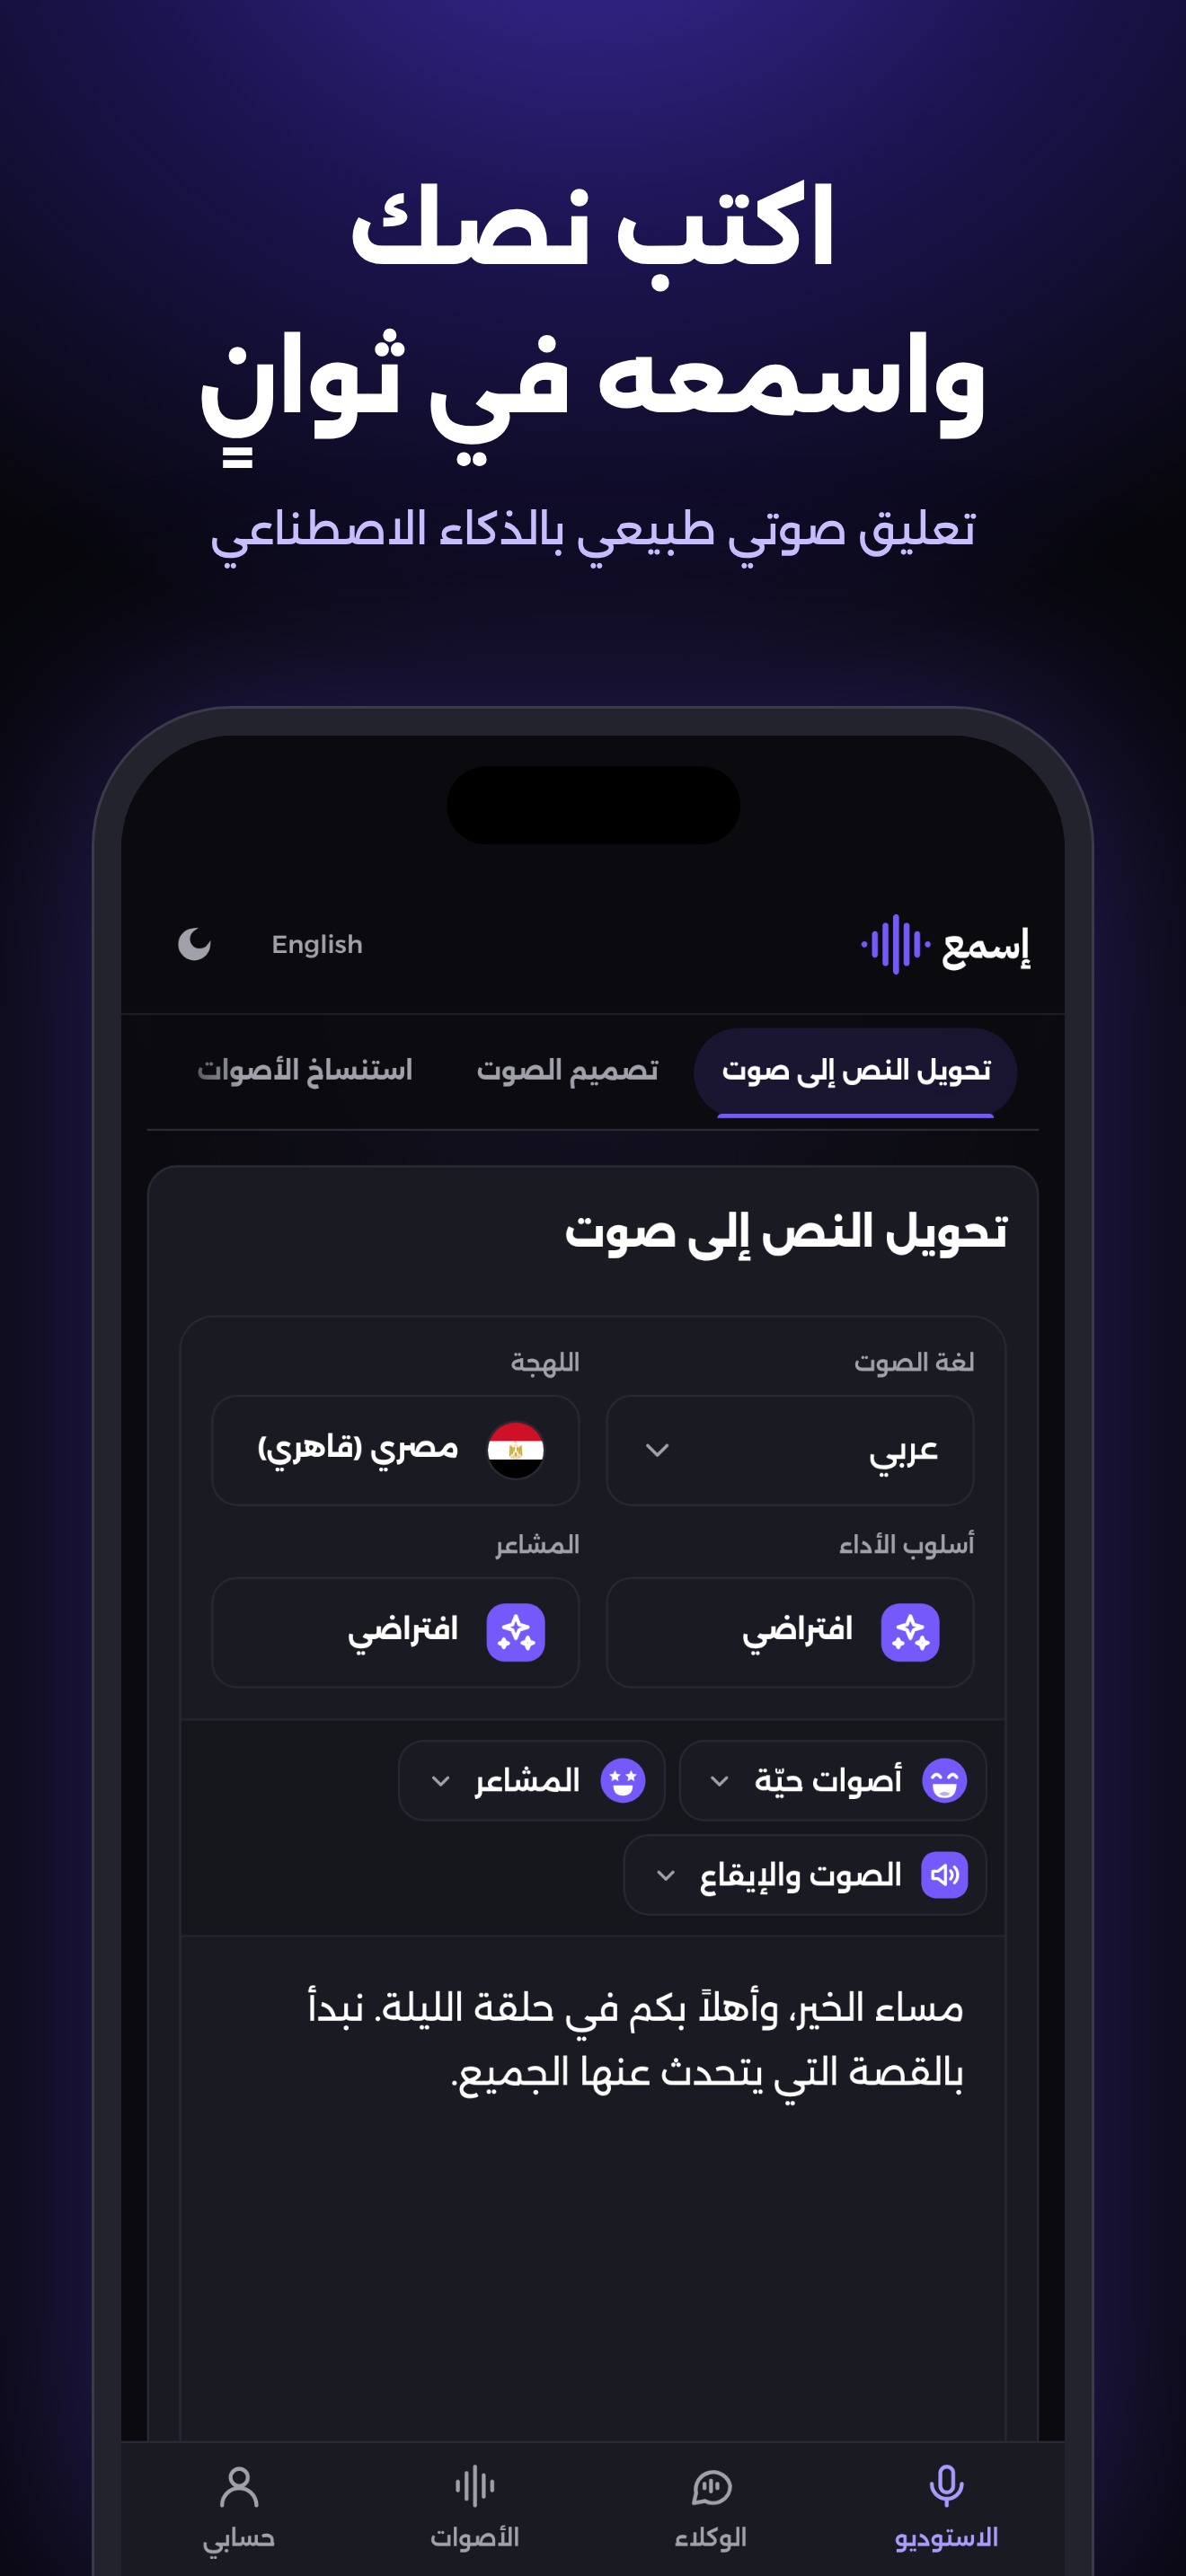 اكتب نصك
واسمعه في ثوانٍ
تعليق صوتي طبيعي بالذكاء الاصطناعي
إسمع
English
تحويل النص إلى صوت
تصميم الصوت
استنساخ الأصوات
تحويل النص إلى صوت
لغة الصوت
اللهجة
عربي
مصري (قاهري)
أسلوب الأداء
المشاعر
افتراضي
افتراضي
أصوات حيّة
المشاعر
الصوت والإيقاع
مساء الخير، وأهلاً بكم في حلقة الليلة. نبدأ
بالقصة التي يتحدث عنها الجميع.
الاستوديو
الوكلاء
الأصوات
حسابي